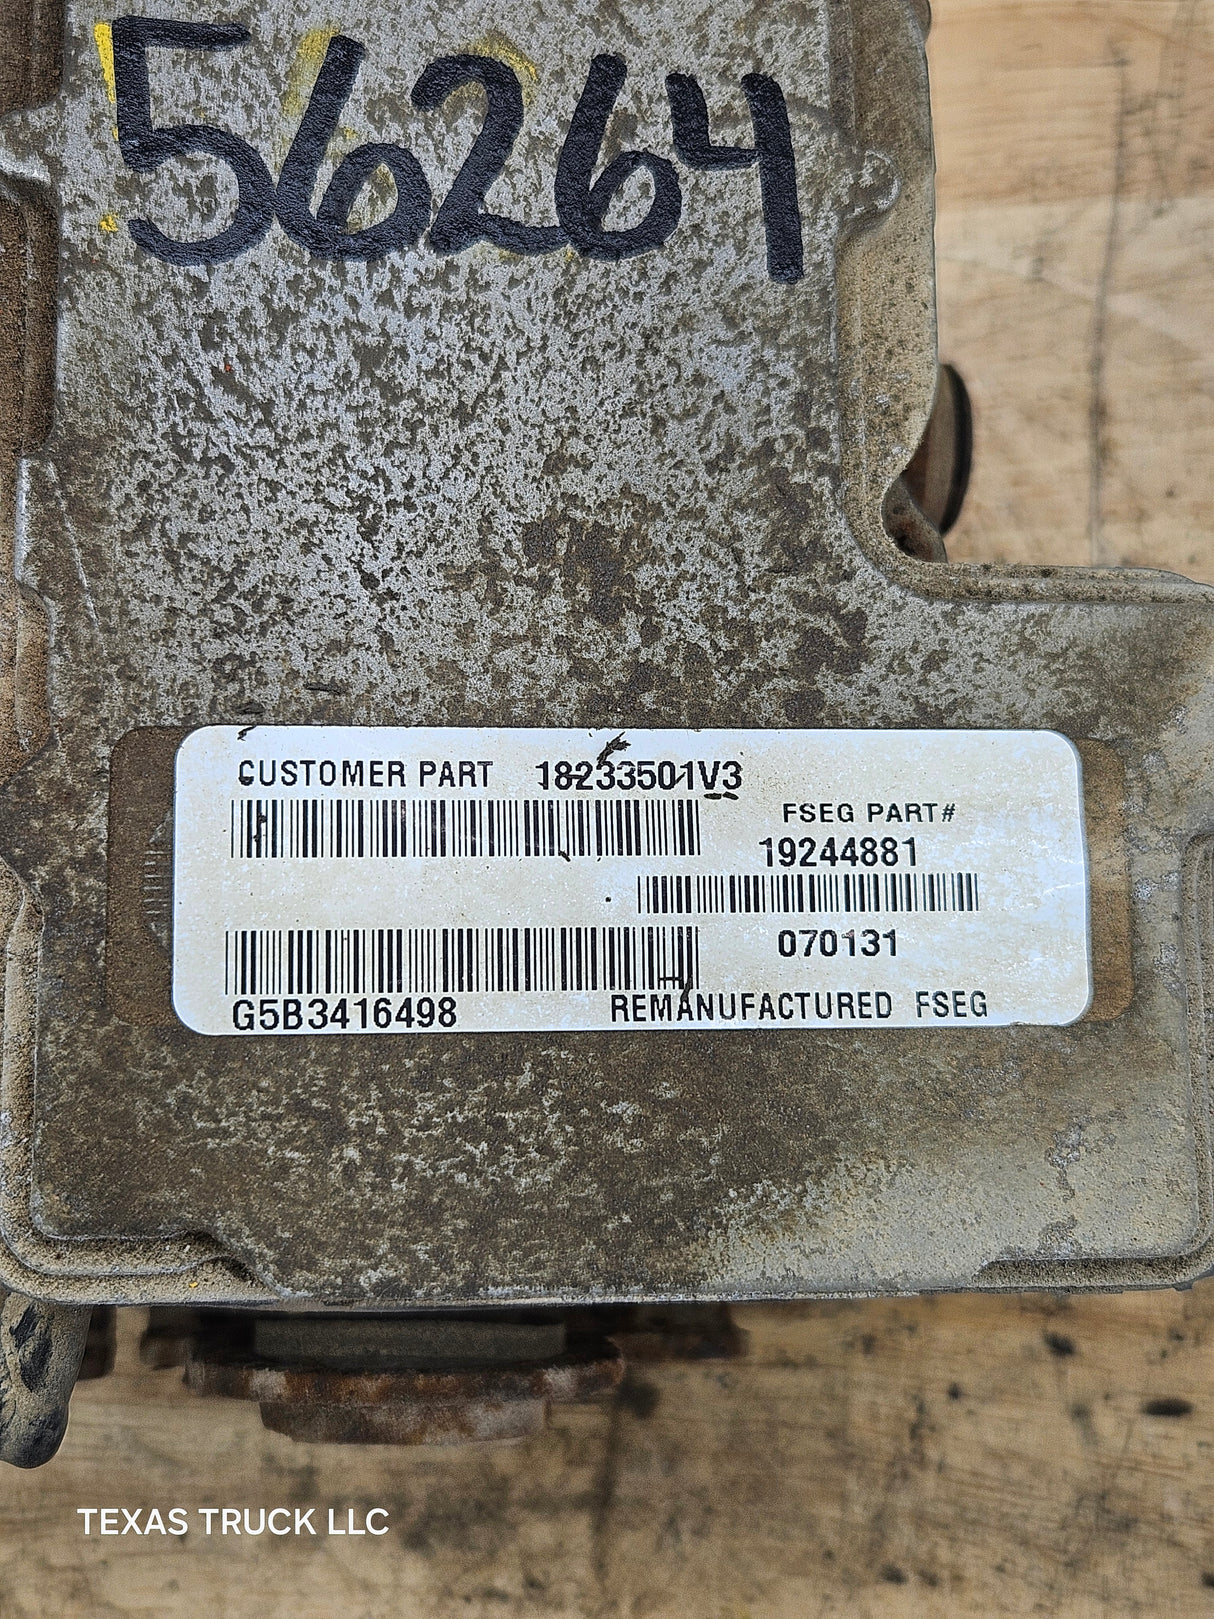 56264
CUSTOMER PART 18233501V3
FSEG PART#
19244881
070131
G5B3416498 REMANUFACTURED FSEG
TEXAS TRUCK LLC